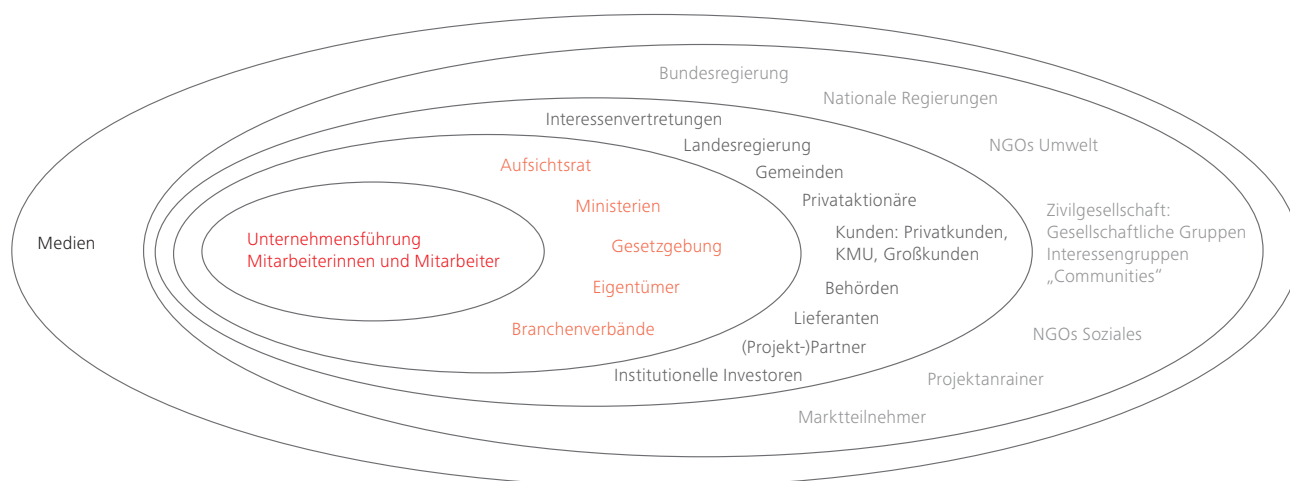 Bundesregierung
Nationale Regierungen
Interessenvertretungen
Landesregierung
NGOs Umwelt
Aufsichtsrat
Gemeinden
Ministerien
Privataktionäre
Zivilgesellschaft:
Gesellschaftliche Gruppen
Interessengruppen
„Communities“
Medien
Unternehmensführung
Mitarbeiterinnen und Mitarbeiter
Gesetzgebung
Kunden: Privatkunden,
KMU, Großkunden
Eigentümer
Behörden
Branchenverbände
Lieferanten
NGOs Soziales
(Projekt-)Partner
Institutionelle Investoren
Projektanrainer
Marktteilnehmer